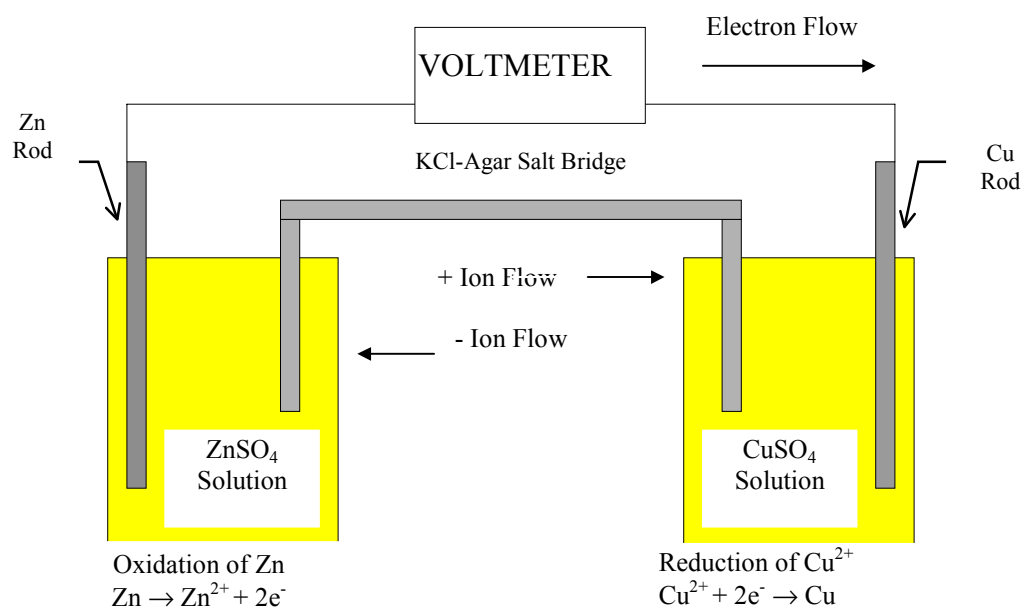 Electron Flow
VOLTMETER
Zn
Rod
KCl-Agar Salt Bridge
Cu
Rod
+ Ion Flow
- Ion Flow
ZnSO₄
Solution
CuSO₄
Solution
Oxidation of Zn
Zn → Zn²⁺ + 2e⁻
Reduction of Cu²⁺
Cu²⁺ + 2e⁻ → Cu